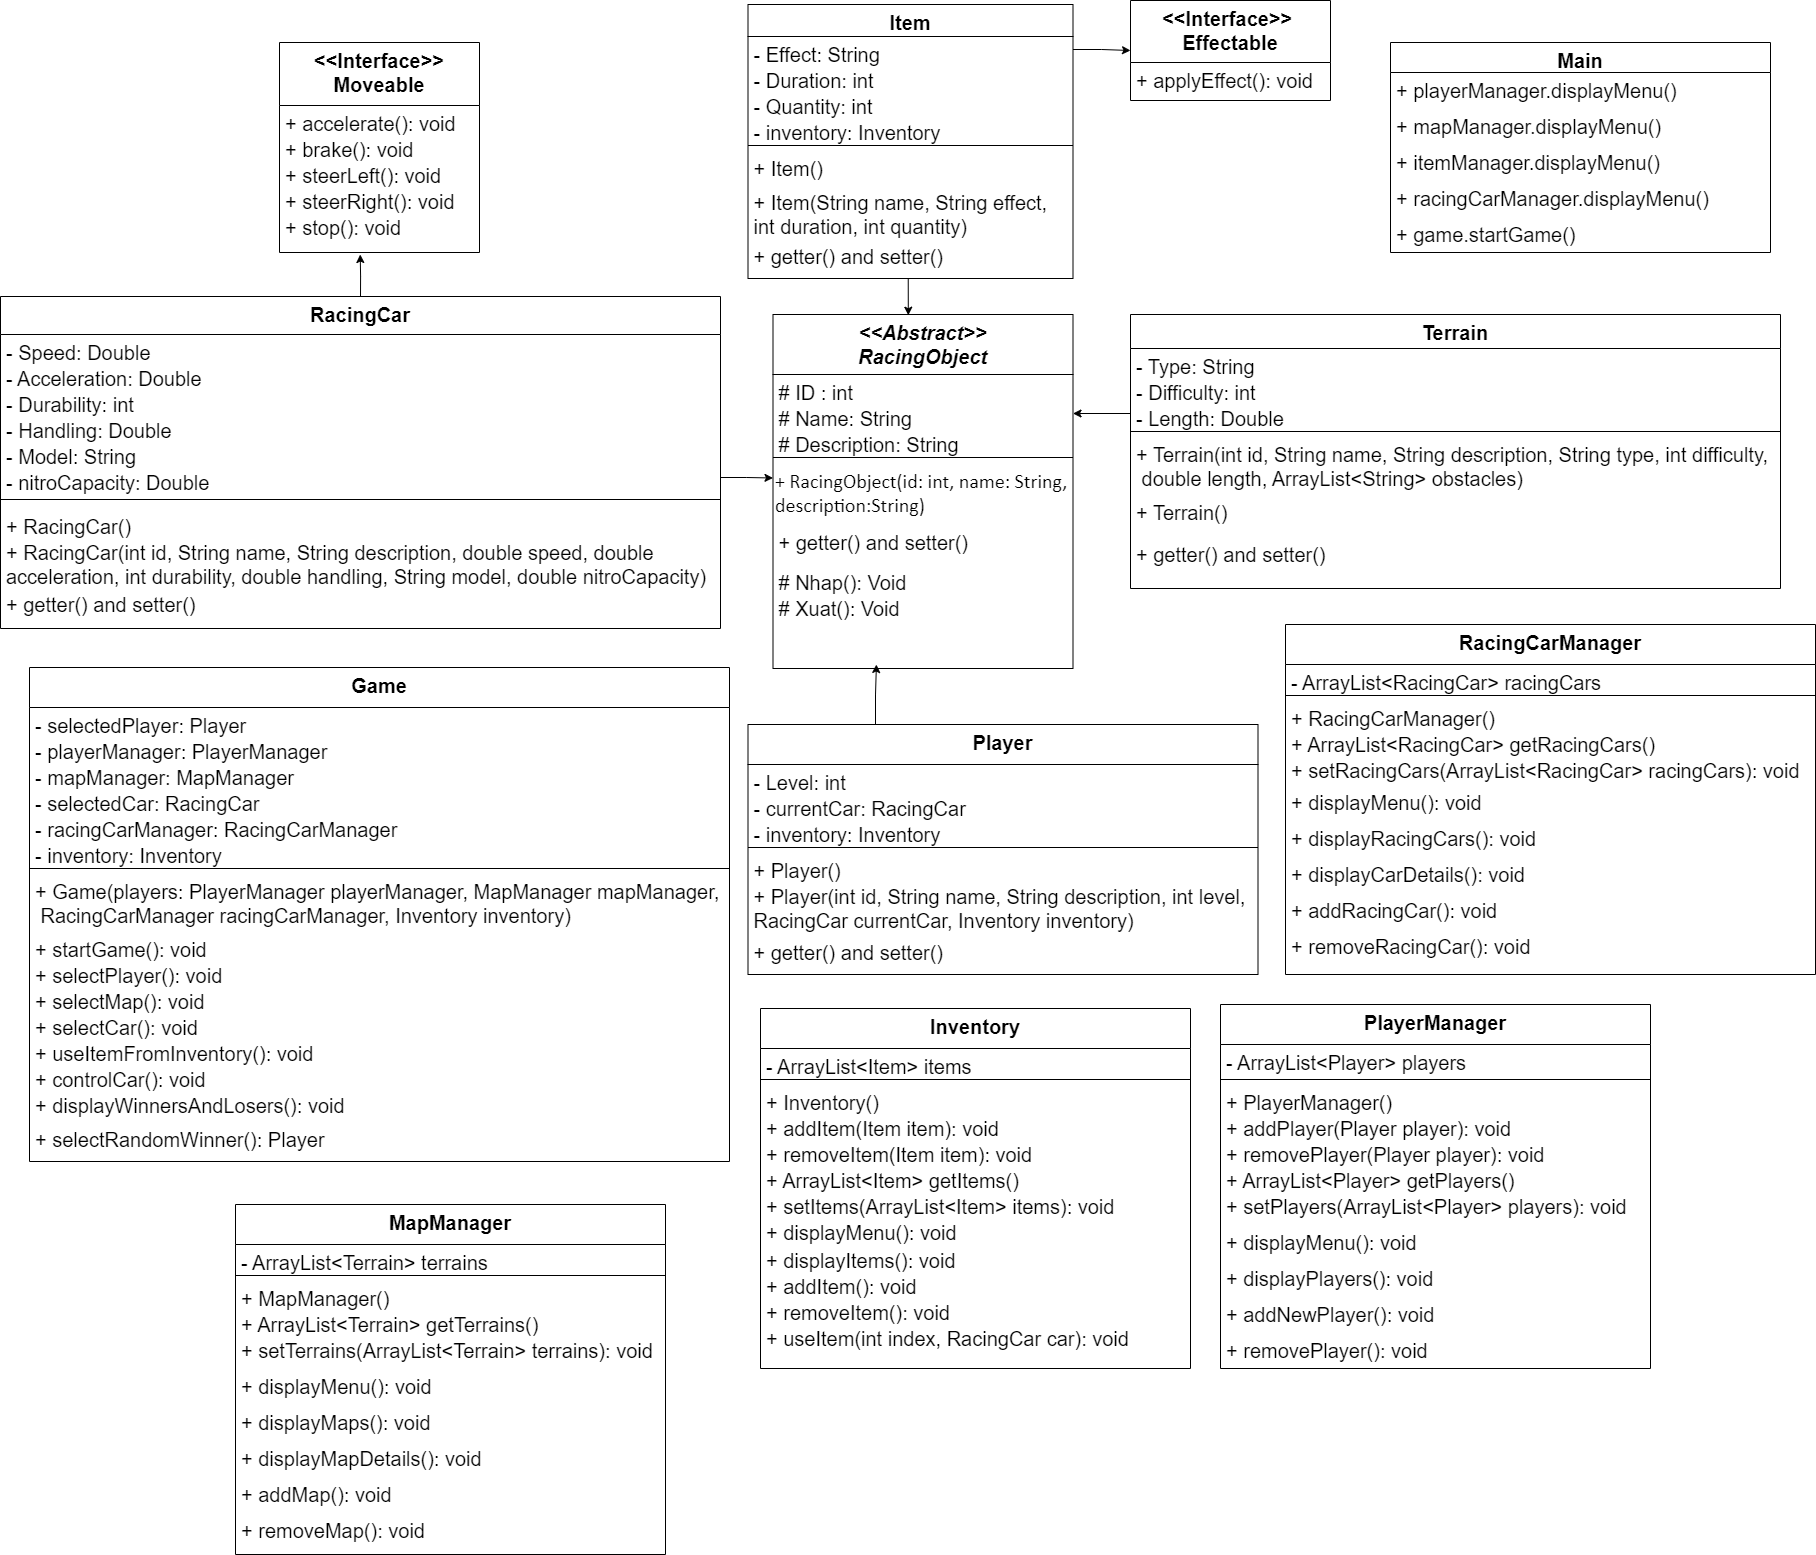 <<Interface>>
Moveable
+ accelerate(): void
+ brake(): void
+ steerLeft(): void
+ steerRight(): void
+ stop(): void
Item
- Effect: String
- Duration: int
- Quantity: int
- inventory: Inventory
+ Item()
+ Item(String name, String effect,
int duration, int quantity)
+ getter() and setter()
<<Interface>>
Effectable
+ applyEffect(): void
Main
+ playerManager.displayMenu()
+ mapManager.displayMenu()
+ itemManager.displayMenu()
+ racingCarManager.displayMenu()
+ game.startGame()
RacingCar
- Speed: Double
- Acceleration: Double
- Durability: int
- Handling: Double
- Model: String
- nitroCapacity: Double
+ RacingCar()
+ RacingCar(int id, String name, String description, double speed, double
acceleration, int durability, double handling, String model, double nitroCapacity)
+ getter() and setter()
<<Abstract>>
RacingObject
# ID : int
# Name: String
# Description: String
+ RacingObject(id: int, name: String,
description:String)
+ getter() and setter()
# Nhap(): Void
# Xuat(): Void
Terrain
- Type: String
- Difficulty: int
- Length: Double
+ Terrain(int id, String name, String description, String type, int difficulty,
double length, ArrayList<String> obstacles)
+ Terrain()
+ getter() and setter()
Game
- selectedPlayer: Player
- playerManager: PlayerManager
- mapManager: MapManager
- selectedCar: RacingCar
- racingCarManager: RacingCarManager
- inventory: Inventory
+ Game(players: PlayerManager playerManager, MapManager mapManager,
RacingCarManager racingCarManager, Inventory inventory)
+ startGame(): void
+ selectPlayer(): void
+ selectMap(): void
+ selectCar(): void
+ useItemFromInventory(): void
+ controlCar(): void
+ displayWinnersAndLosers(): void
+ selectRandomWinner(): Player
Player
- Level: int
- currentCar: RacingCar
- inventory: Inventory
+ Player()
+ Player(int id, String name, String description, int level,
RacingCar currentCar, Inventory inventory)
+ getter() and setter()
RacingCarManager
- ArrayList<RacingCar> racingCars
+ RacingCarManager()
+ ArrayList<RacingCar> getRacingCars()
+ setRacingCars(ArrayList<RacingCar> racingCars): void
+ displayMenu(): void
+ displayRacingCars(): void
+ displayCarDetails(): void
+ addRacingCar(): void
+ removeRacingCar(): void
Inventory
- ArrayList<Item> items
+ Inventory()
+ addItem(Item item): void
+ removeItem(Item item): void
+ ArrayList<Item> getItems()
+ setItems(ArrayList<Item> items): void
+ displayMenu(): void
+ displayItems(): void
+ addItem(): void
+ removeItem(): void
+ useItem(int index, RacingCar car): void
PlayerManager
- ArrayList<Player> players
+ PlayerManager()
+ addPlayer(Player player): void
+ removePlayer(Player player): void
+ ArrayList<Player> getPlayers()
+ setPlayers(ArrayList<Player> players): void
+ displayMenu(): void
+ displayPlayers(): void
+ addNewPlayer(): void
+ removePlayer(): void
MapManager
- ArrayList<Terrain> terrains
+ MapManager()
+ ArrayList<Terrain> getTerrains()
+ setTerrains(ArrayList<Terrain> terrains): void
+ displayMenu(): void
+ displayMaps(): void
+ displayMapDetails(): void
+ addMap(): void
+ removeMap(): void